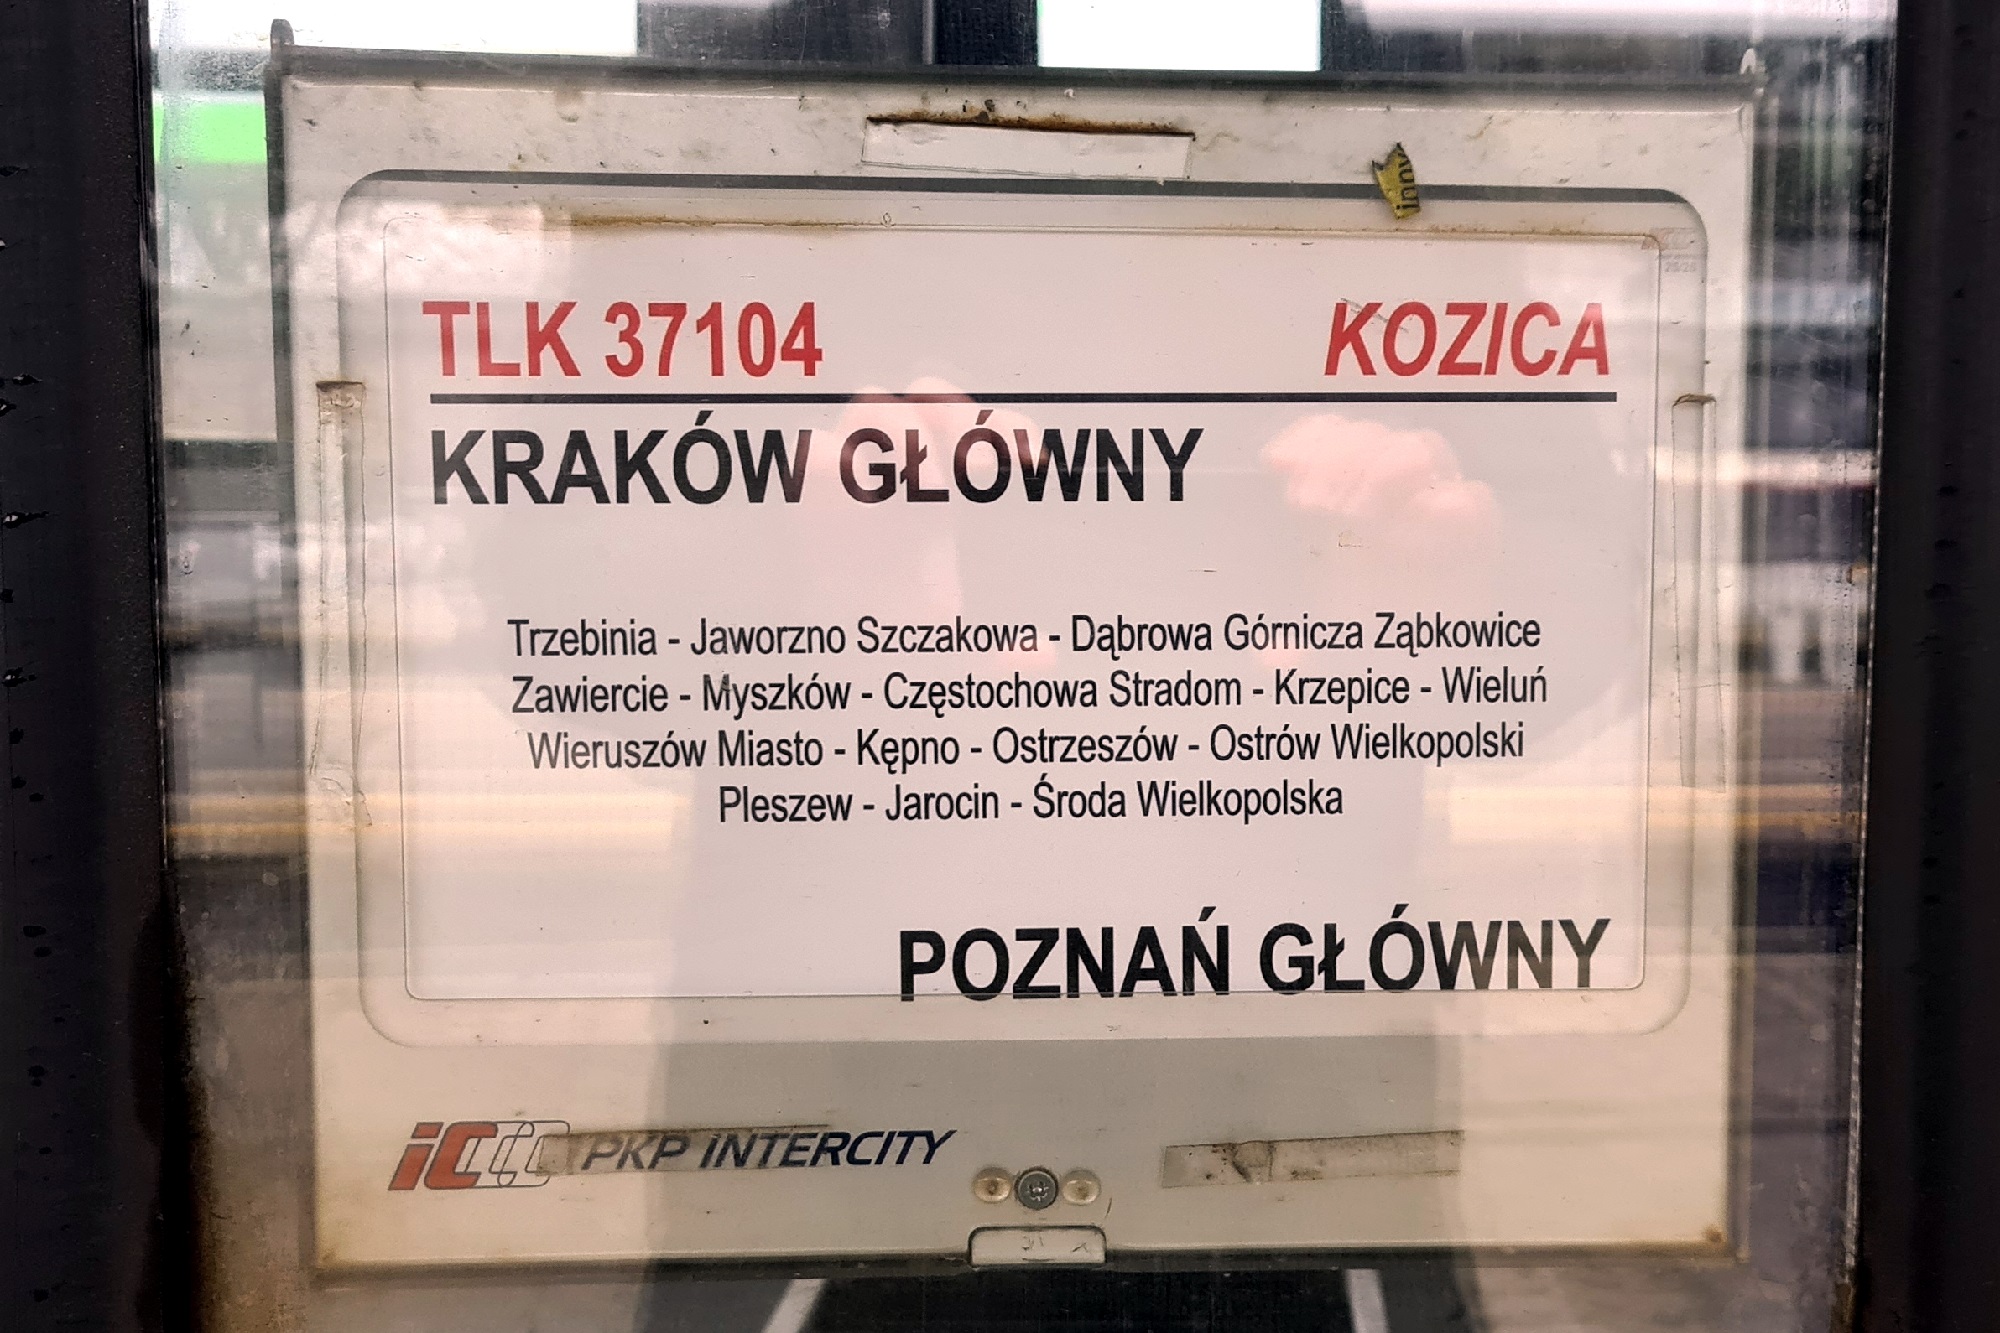 TLK 37104 KOZICA
KRAKÓW GŁÓWNY
Trzebinia - Jaworzno Szczakowa - Dąbrowa Górnicza Ząbkowice
Zawiercie - Myszków - Częstochowa Stradom - Krzepice - Wieluń
Wieruszów Miasto - Kępno - Ostrzeszów - Ostrów Wielkopolski
Pleszew - Jarocin - Środa Wielkopolska
POZNAŃ GŁÓWNY
PKP INTERCITY